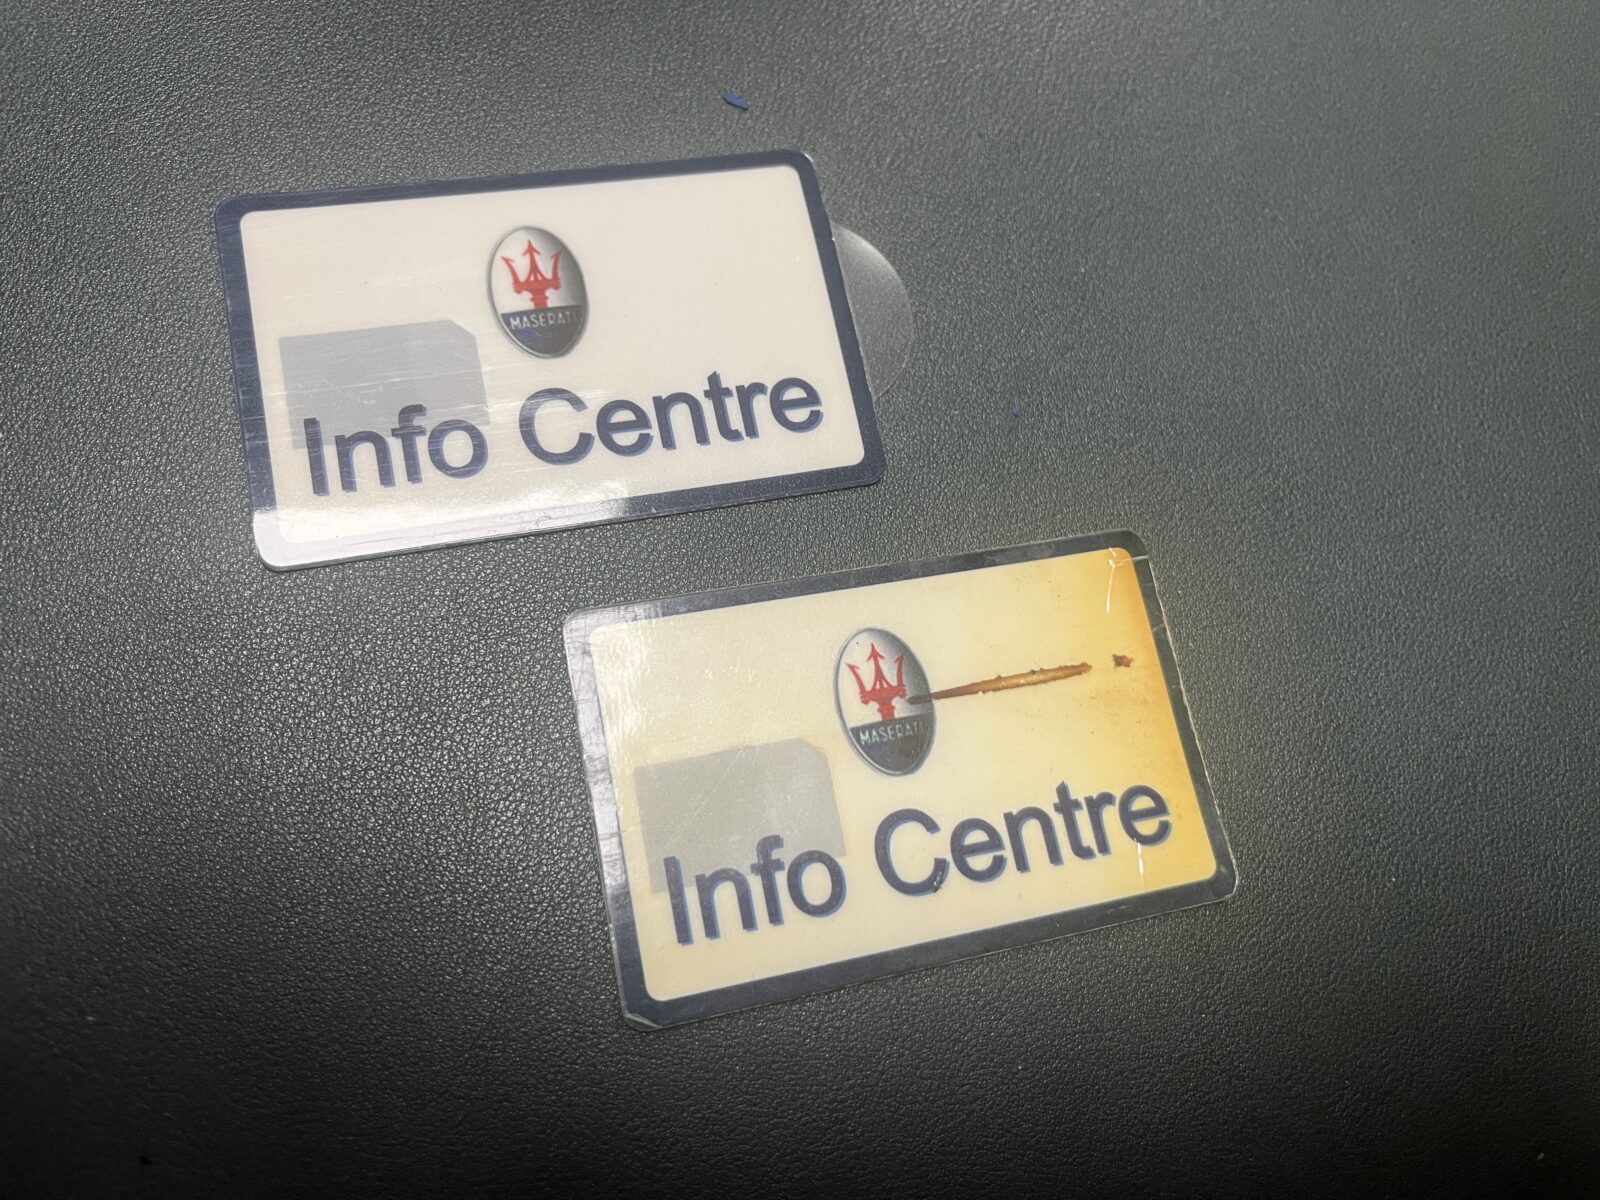 MASERATI
Info Centre
MASERATI
Info Centre